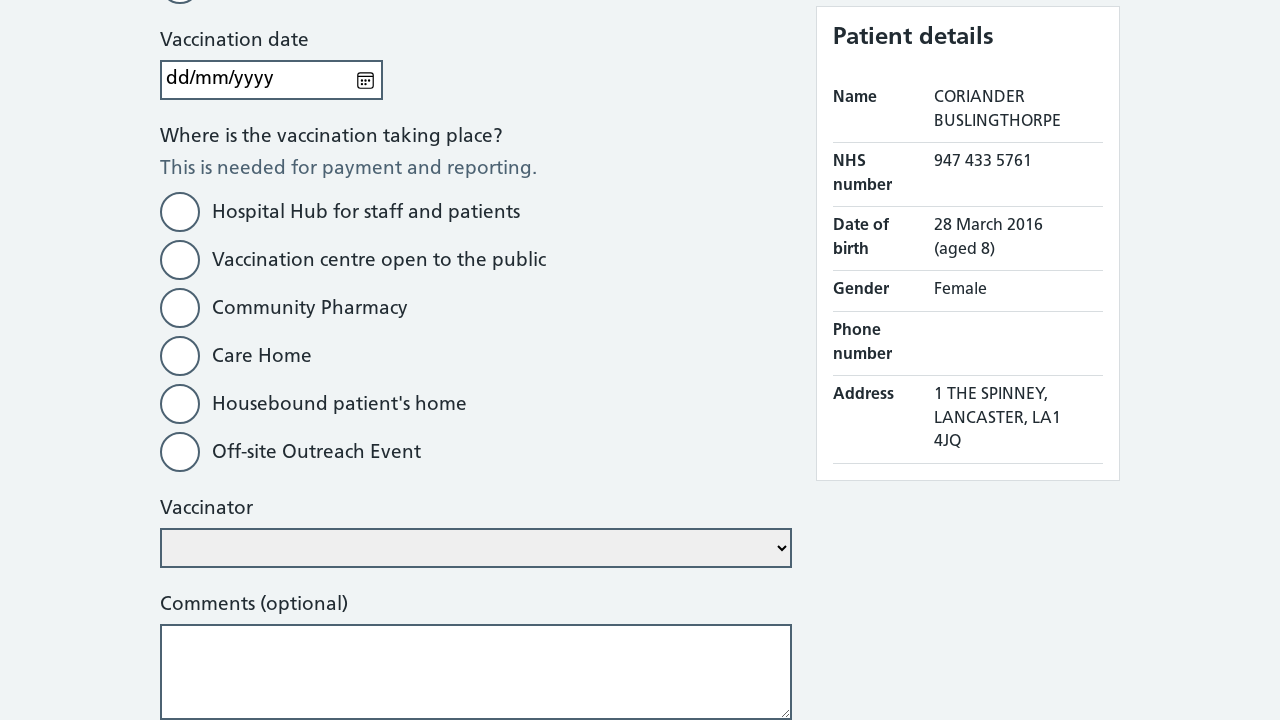 Vaccination date
dd/mm/yyyy
Where is the vaccination taking place?
This is needed for payment and reporting.
Hospital Hub for staff and patients
Vaccination centre open to the public
Community Pharmacy
Care Home
Housebound patient's home
Off-site Outreach Event
Vaccinator
Comments (optional)
Patient details
Name CORIANDER
BUSLINGTHORPE
NHS 947 433 5761
number
Date of 28 March 2016
birth (aged 8)
Gender Female
Phone
number
Address 1 THE SPINNEY,
LANCASTER, LA1
4JQ